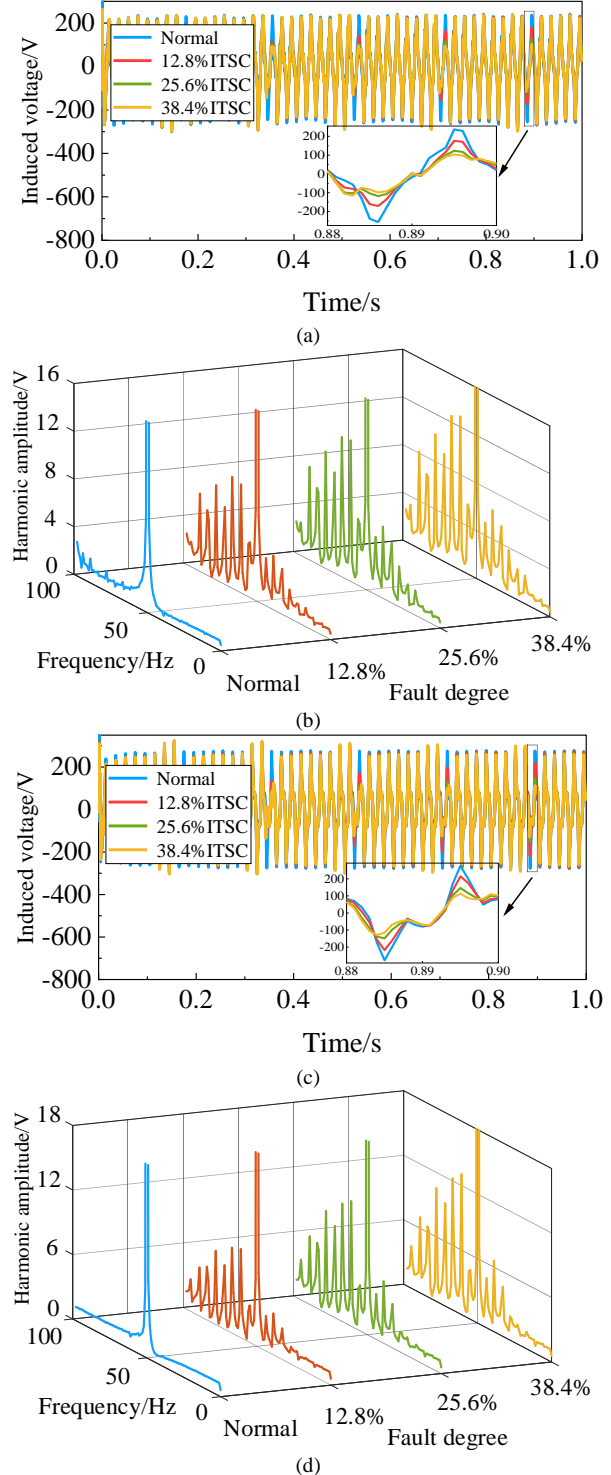 Induced voltage/V
200
0
-200
-400
-600
-800
Normal
12.8%ITSC
25.6%ITSC
38.4%ITSC
200
100
0
-100
-200
0.88
0.89
0.90
0.0
0.2
0.4
0.6
0.8
1.0
Time/s
(a)
Harmonic amplitude/V
16
12
8
4
0
100
50
0
Frequency/Hz
Normal
12.8%
25.6%
38.4%
Fault degree
(b)
Induced voltage/V
200
0
-200
-400
-600
-800
Normal
12.8%ITSC
25.6%ITSC
38.4%ITSC
200
100
0
-100
-200
0.88
0.89
0.90
0.0
0.2
0.4
0.6
0.8
1.0
Time/s
(c)
Harmonic amplitude/V
18
12
6
0
100
50
0
Frequency/Hz
Normal
12.8%
25.6%
38.4%
Fault degree
(d)